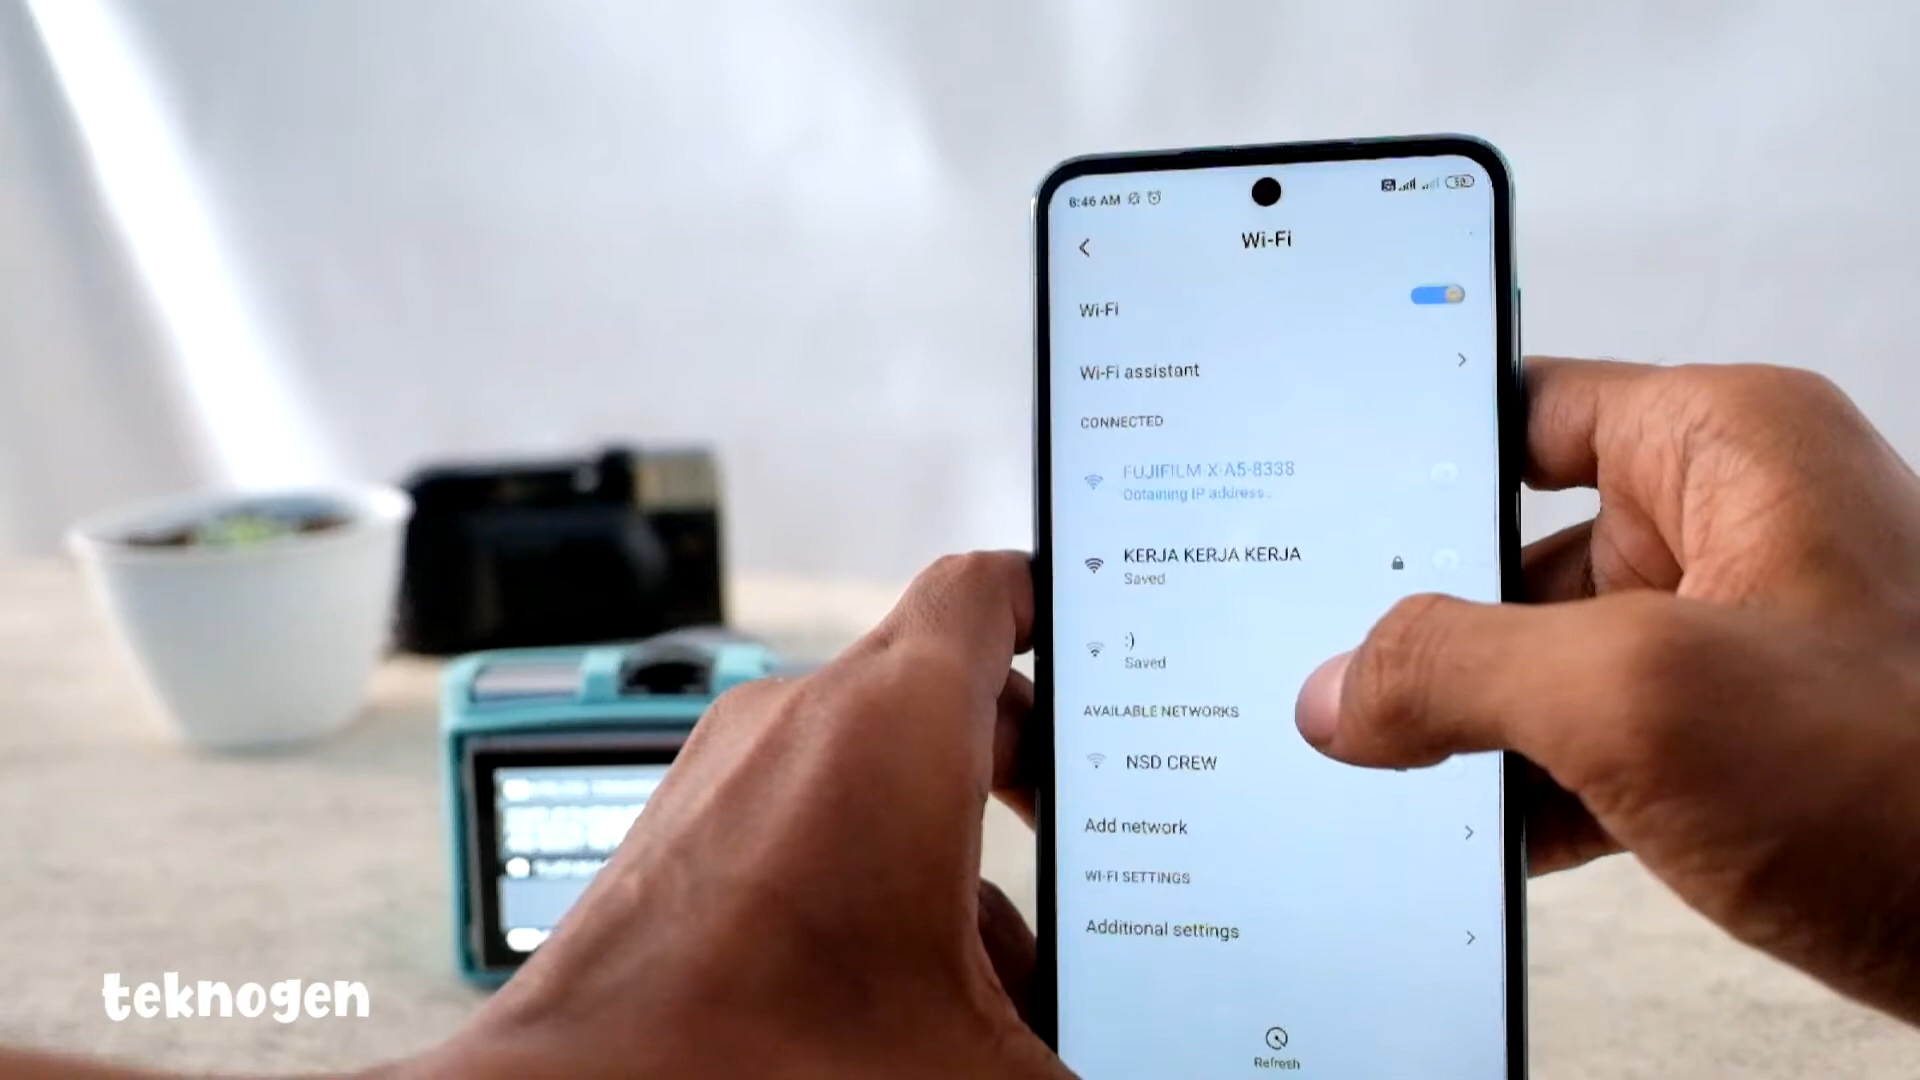 8:46 AM
Wi-Fi
Wi-Fi
Wi-Fi assistant
CONNECTED
FUJIFILM-X-A5-8338
Obtaining IP address..
KERJA KERJA KERJA
Saved
:)
Saved
AVAILABLE NETWORKS
NSD CREW
Add network
WI-FI SETTINGS
Additional settings
Refresh
teknogen